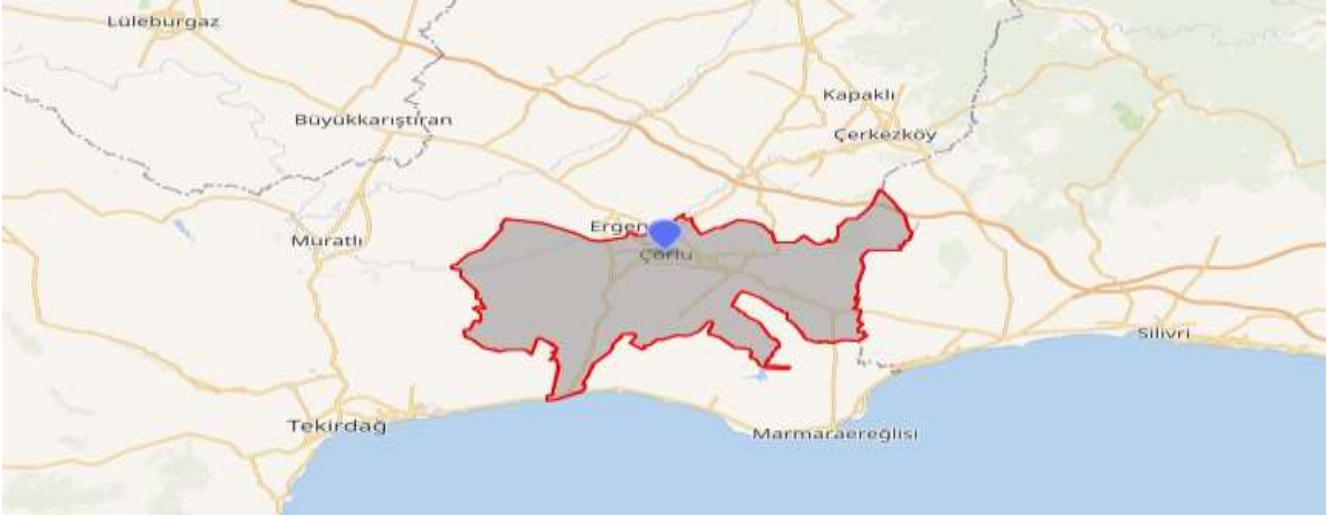 Lüleburgaz
Kapaklı
Büyükkarıştıran
Çerkezköy
Ergen
Muratlı
Çorlu
Silivri
Tekirdağ
Marmaraereğlisi